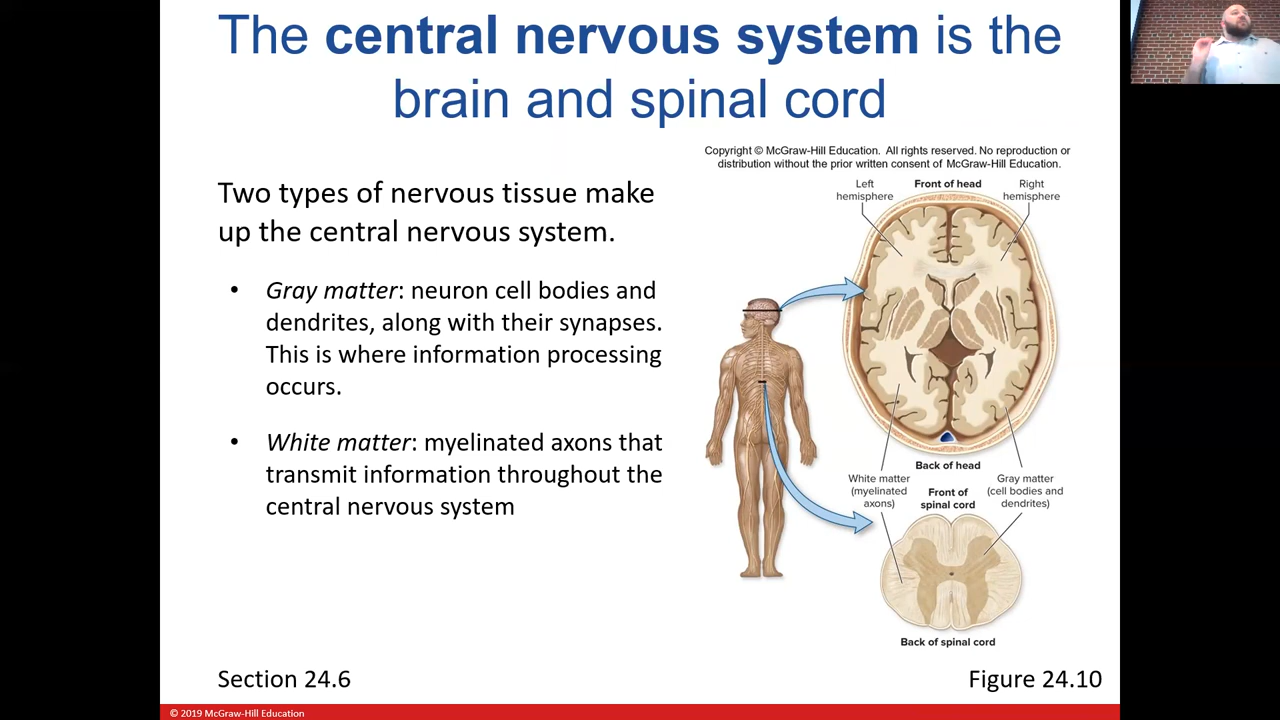 The central nervous system is the
brain and spinal cord
Two types of nervous tissue make
up the central nervous system.
• Gray matter: neuron cell bodies and
dendrites, along with their synapses.
This is where information processing
occurs.
• White matter: myelinated axons that
transmit information throughout the
central nervous system
Copyright © McGraw-Hill Education. All rights reserved. No reproduction or
distribution without the prior written consent of McGraw-Hill Education.
Left
hemisphere
Front of head
Right
hemisphere
Back of head
White matter
(myelinated
axons)
Front of
spinal cord
Gray matter
(cell bodies and
dendrites)
Back of spinal cord
Section 24.6
Figure 24.10
© 2019 McGraw-Hill Education